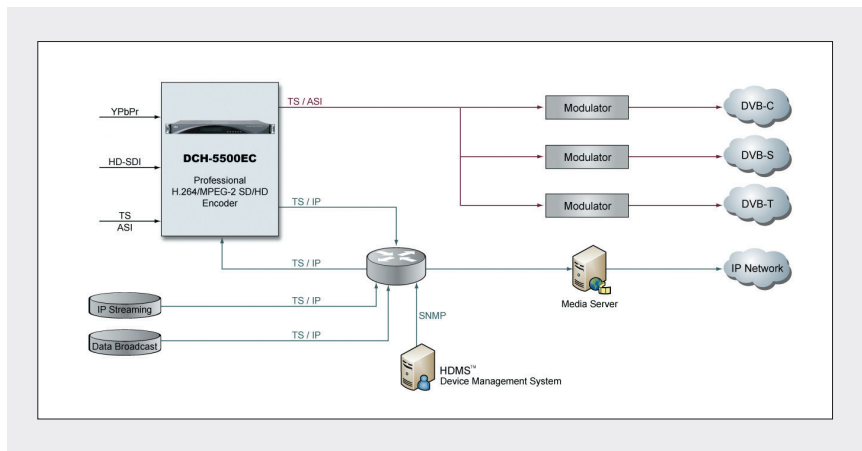 YPbPr
HD-SDI
TS
ASI
DCH-5500EC
Professional
H.264/MPEG-2 SD/HD
Encoder
TS / ASI
Modulator
DVB-C
Modulator
DVB-S
Modulator
DVB-T
TS / IP
TS / IP
IP Streaming
TS / IP
Data Broadcast
TS / IP
SNMP
Media Server
IP Network
HDMS™
Device Management System